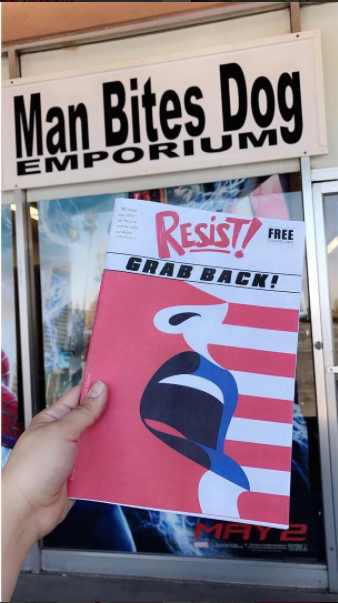 Man Bites Dog
EMPORIUM
RESIST!
FREE
GRAB BACK!
MAY 2